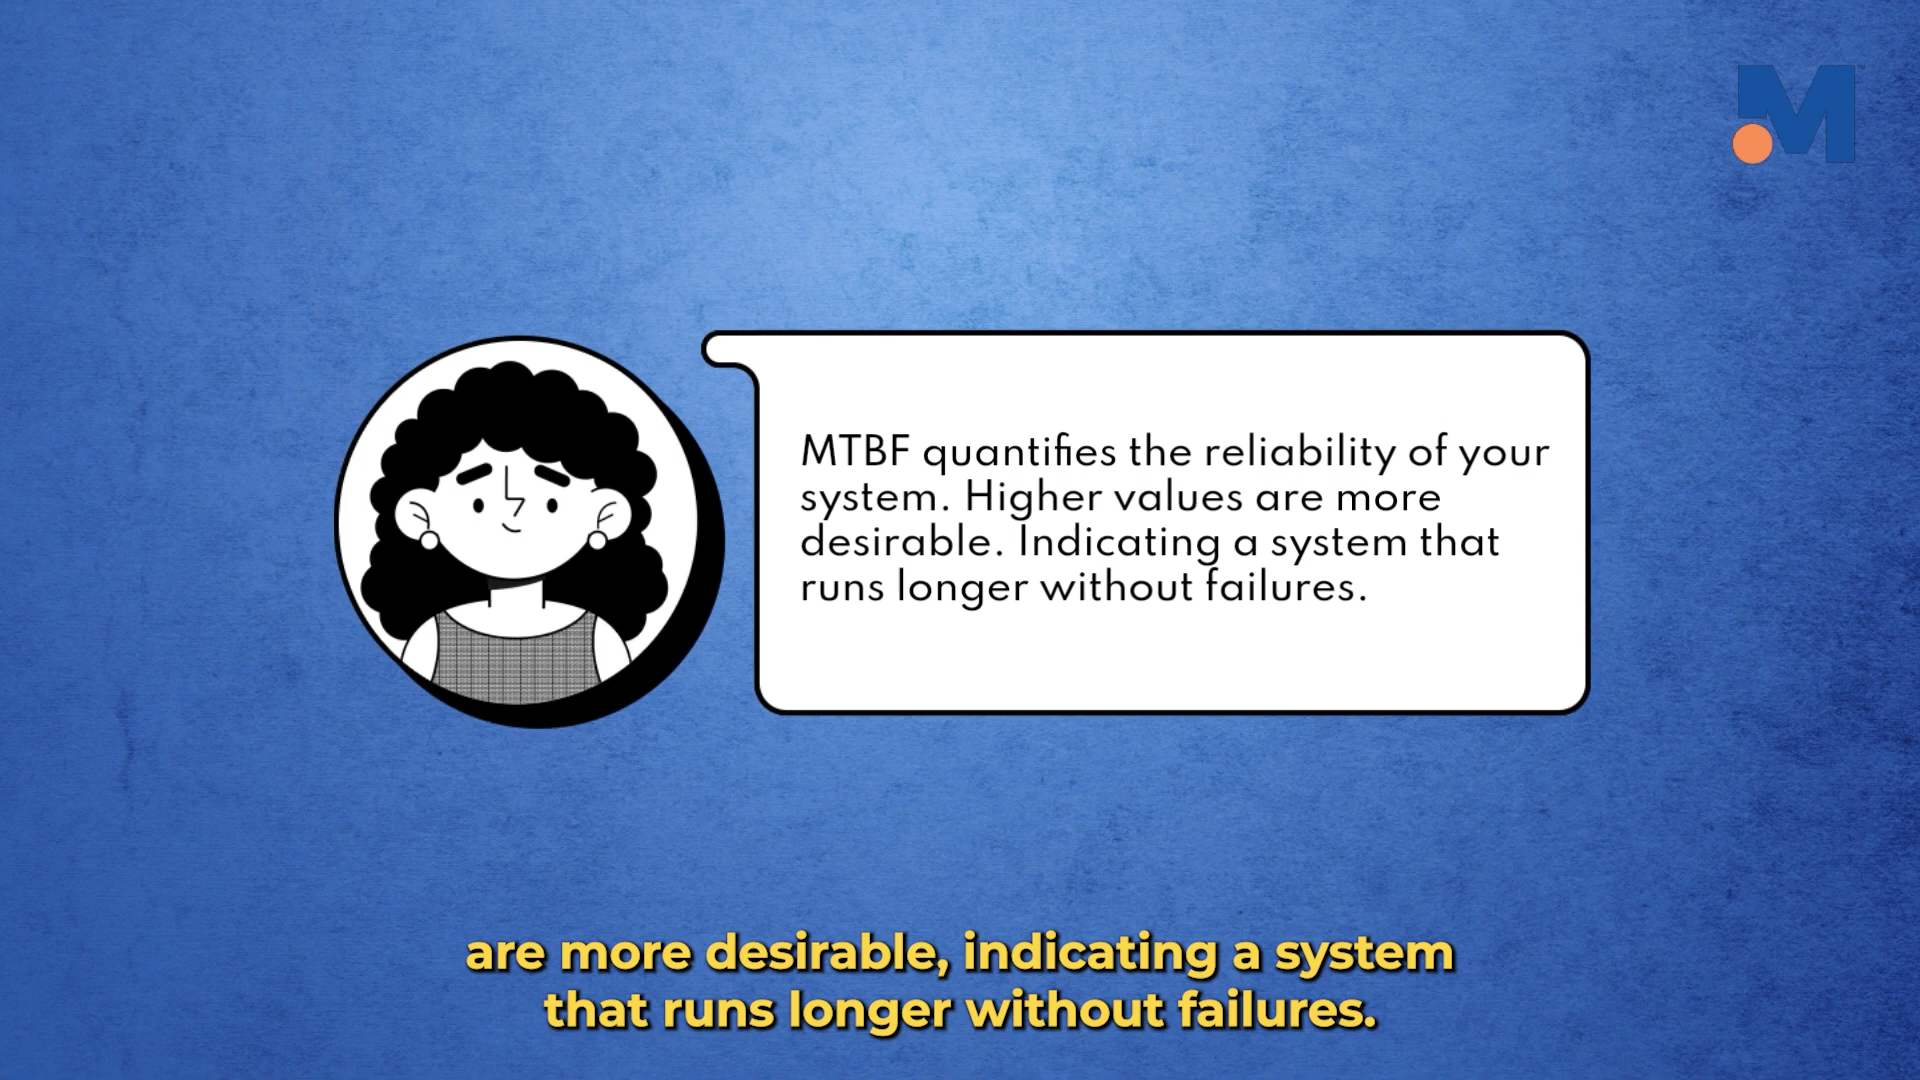 M
MTBF quantifies the reliability of your
system. Higher values are more
desirable. Indicating a system that
runs longer without failures.
are more desirable, indicating a system
that runs longer without failures.